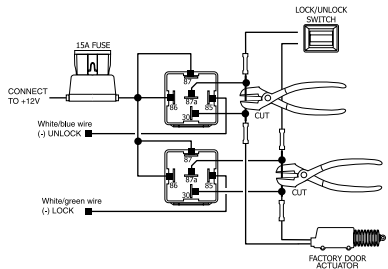 LOCK/UNLOCK
SWITCH
15A FUSE
87
CONNECT
TO +12V
86
87a
85
30
CUT
White/blue wire
(-) UNLOCK
87
86
87a
85
30
CUT
White/green wire
(-) LOCK
FACTORY DOOR
ACTUATOR